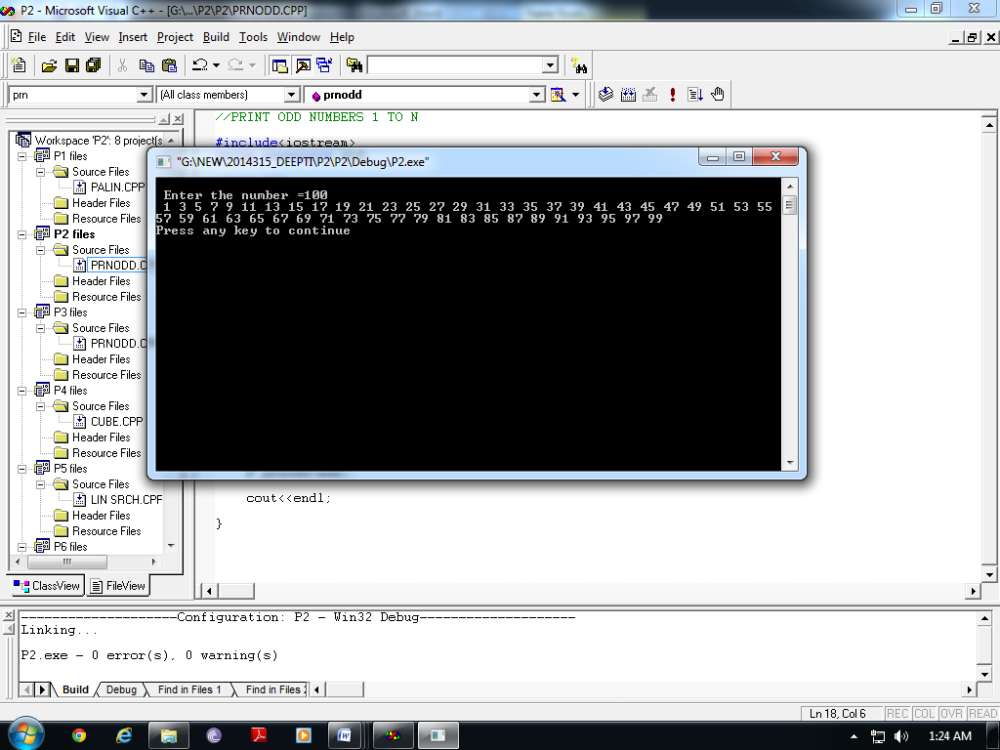 P2 - Microsoft Visual C++ - [G:\...\P2\P2\PRNODD.CPP]
File Edit View Insert Project Build Tools Window Help
prn
(All class members)
prnodd
Workspace 'P2': 8 project(s
P1 files
Source Files
PALIN.CPP
Header Files
Resource Files
P2 files
Source Files
PRNODD.C
Header Files
Resource Files
P3 files
Source Files
PRNODD.C
Header Files
Resource Files
P4 files
Source Files
CUBE.CPP
Header Files
Resource Files
P5 files
Source Files
LIN SRCH.CPP
Header Files
Resource Files
P6 files
ClassView FileView
//PRINT ODD NUMBERS 1 TO N
#include<iostream>
"G:\NEW\2014315_DEEPTI\P2\P2\Debug\P2.exe"
Enter the number =100
1 3 5 7 9 11 13 15 17 19 21 23 25 27 29 31 33 35 37 39 41 43 45 47 49 51 53 55
57 59 61 63 65 67 69 71 73 75 77 79 81 83 85 87 89 91 93 95 97 99
Press any key to continue
cout<<endl;
}
--------------------Configuration: P2 - Win32 Debug--------------------
Linking...
P2.exe - 0 error(s), 0 warning(s)
Build Debug Find in Files 1 Find in Files 2
Ln 18, Col 6 REC COL OVR READ
1:24 AM